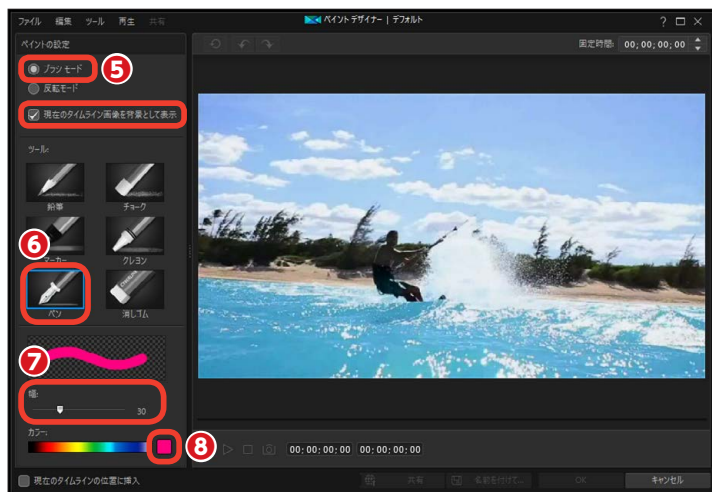 ファイル 編集 ツール 再生 共有
ペイント デザイナー | デフォルト
ペイントの設定
固定時間: 00;00;00;00
ブラシ モード
5
反転モード
現在のタイムライン画像を背景として表示
ツール:
鉛筆 チョーク
6
マーカー クレヨン
ペン 消しゴム
7
幅:
30
カラー:
8
00;00;00;00 00;00;00;00
現在のタイムラインの位置に挿入
共有 名前を付けて... OK キャンセル